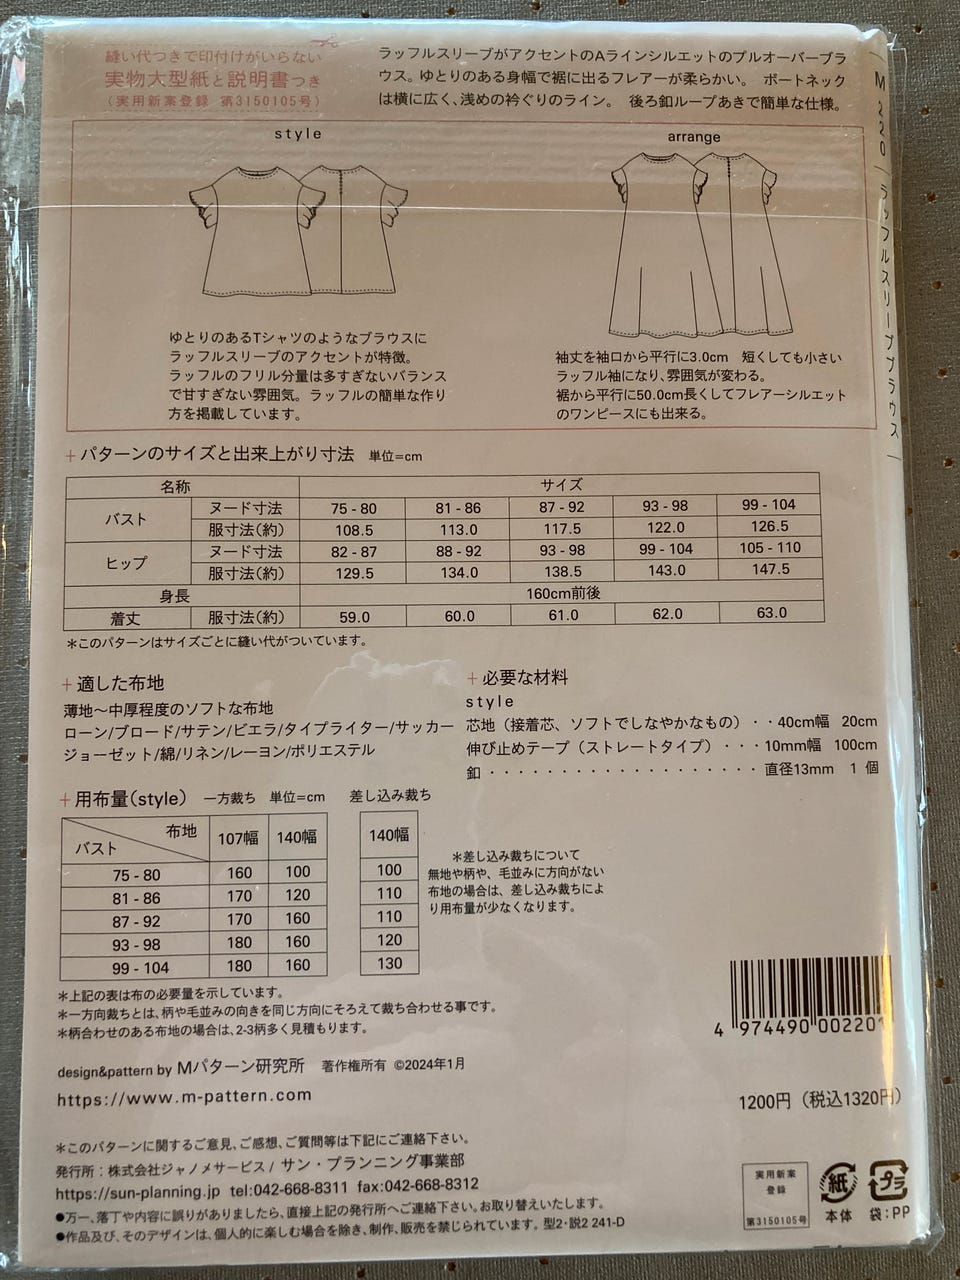 縫い代つきで印付けがいらない
実物大型紙と説明書つき
(実用新案登録 第3150105号)
ラッフルスリーブがアクセントのAラインシルエットのプルオーバーブラ
ウス。ゆとりのある身幅で裾に出るフレアーが柔らかい。 ボートネック
は横に広く、浅めの衿ぐりのライン。 後ろ釦ループあきで簡単な仕様。
M220 ラッフルスリーブブラウス
style
ゆとりのあるTシャツのようなブラウスに
ラッフルスリーブのアクセントが特徴。
ラッフルのフリル分量は多すぎないバランス
で甘すぎない雰囲気。ラッフルの簡単な作り
方を掲載しています。
arrange
袖丈を袖口から平行に3.0cm 短くしても小さい
ラッフル袖になり、雰囲気が変わる。
裾から平行に50.0cm長くしてフレアーシルエット
のワンピースにも出来る。
+ パターンのサイズと出来上がり寸法 単位=cm
名称 サイズ
バスト ヌード寸法 75 - 80 81 - 86 87 - 92 93 - 98 99 - 104
服寸法(約) 108.5 113.0 117.5 122.0 126.5
ヒップ ヌード寸法 82 - 87 88 - 92 93 - 98 99 - 104 105 - 110
服寸法(約) 129.5 134.0 138.5 143.0 147.5
身長 160cm前後
着丈 服寸法(約) 59.0 60.0 61.0 62.0 63.0
*このパターンはサイズごとに縫い代がついています。
+ 適した布地
薄地～中厚程度のソフトな布地
ローン/ブロード/サテン/ビエラ/タイプライター/サッカー
ジョーゼット/綿/リネン/レーヨン/ポリエステル
+ 必要な材料
style
芯地（接着芯、ソフトでしなやかなもの）・・40cm幅 20cm
伸び止めテープ（ストレートタイプ）・・・10mm幅 100cm
釦・・・・・・・・・・・・・・・・・・・直径13mm 1 個
+ 用布量(style) 一方裁ち 単位=cm 差し込み裁ち
布地 バスト 107幅 140幅 140幅
75 - 80 160 100 100
81 - 86 170 120 110
87 - 92 170 160 110
93 - 98 180 160 120
99 - 104 180 160 130
*差し込み裁ちについて
無地や柄や、毛並みに方向がない
布地の場合は、差し込み裁ちによ
り用布量が少なくなります。
*上記の表は布の必要量を示しています。
*一方向裁ちとは、柄や毛並みの向きを同じ方向にそろえて裁ち合わせる事です。
*柄合わせのある布地の場合は、2-3柄多く見積もります。
4 974490 002201
design&pattern by Mパターン研究所 著作権所有 ©2024年1月
https://www.m-pattern.com
1200円（税込1320円）
*このパターンに関するご意見、ご感想、ご質問等は下記にご連絡下さい。
発行所：株式会社ジャノメサービス / サン・プランニング事業部
https://sun-planning.jp tel:042-668-8311 fax:042-668-8312
●万一、落丁や内容に誤りがありましたら、直接上記の発行所へご連絡下さい。お取り替えいたします。
●作品及び、そのデザインは、個人的に楽しむ場合を除き、制作、販売を禁じられています。型2・説2 241-D
実用新案
登録
第3150105号
紙
本体
プラ
袋：PP